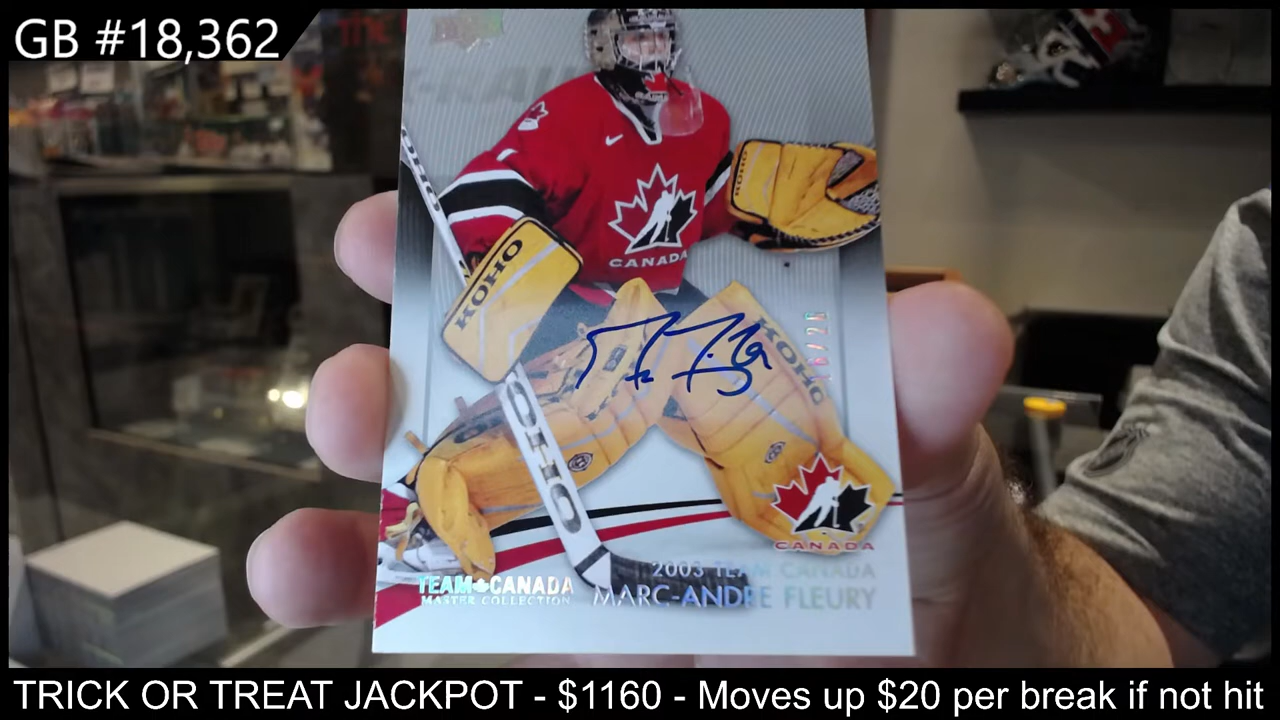 GB #18,362
KOHO
KOHO
CANADA
KOHO
KOHO
CANADA
2003 TEAM CANADA
TEAM CANADA
MASTER COLLECTION
MARC-ANDRE FLEURY
TRICK OR TREAT JACKPOT - $1160 - Moves up $20 per break if not hit